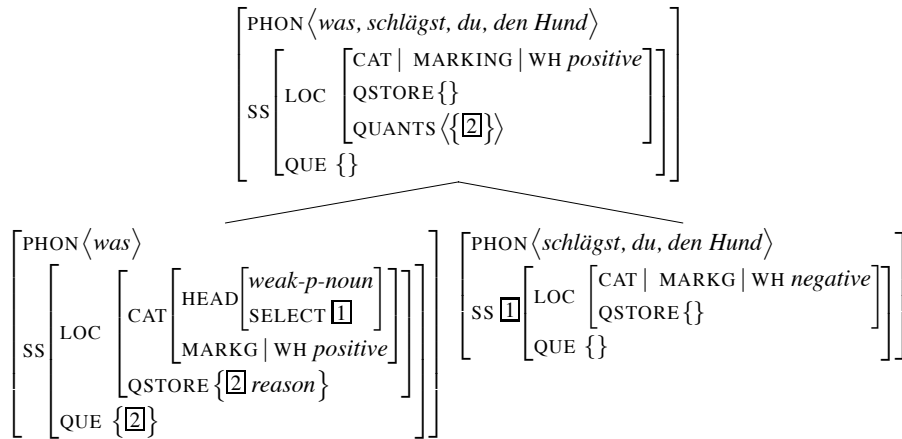 PHON ⟨was, schlägst, du, den Hund⟩
SS LOC CAT | MARKING | WH positive
QSTORE {}
QUANTS ⟨{2}⟩
QUE {}
PHON ⟨was⟩
SS LOC CAT HEAD weak-p-noun
SELECT 1
MARKG | WH positive
QSTORE {2 reason}
QUE {2}
PHON ⟨schlägst, du, den Hund⟩
SS 1 LOC CAT | MARKG | WH negative
QSTORE {}
QUE {}